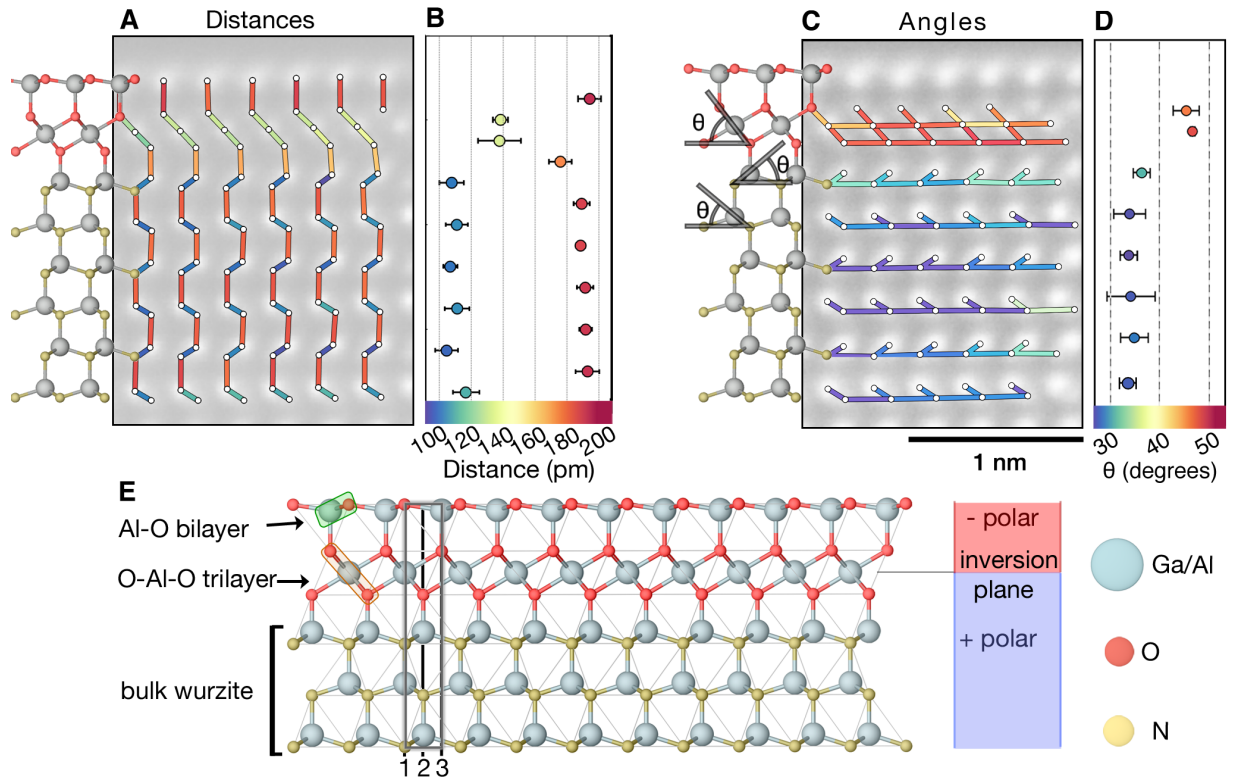 A
Distances
B
C
Angles
D
θ
θ
θ
100
120
140
160
180
200
Distance (pm)
30
40
50
θ (degrees)
1 nm
E
Al-O bilayer
O-Al-O trilayer
bulk wurzite
1 2 3
- polar
inversion
plane
+ polar
Ga/Al
O
N